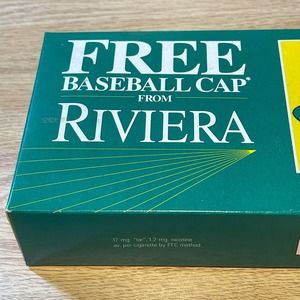 FREE
BASEBALL CAP*
FROM
RIVIERA
17 mg. "tar", 1.2 mg. nicotine
av. per cigarette by FTC method.